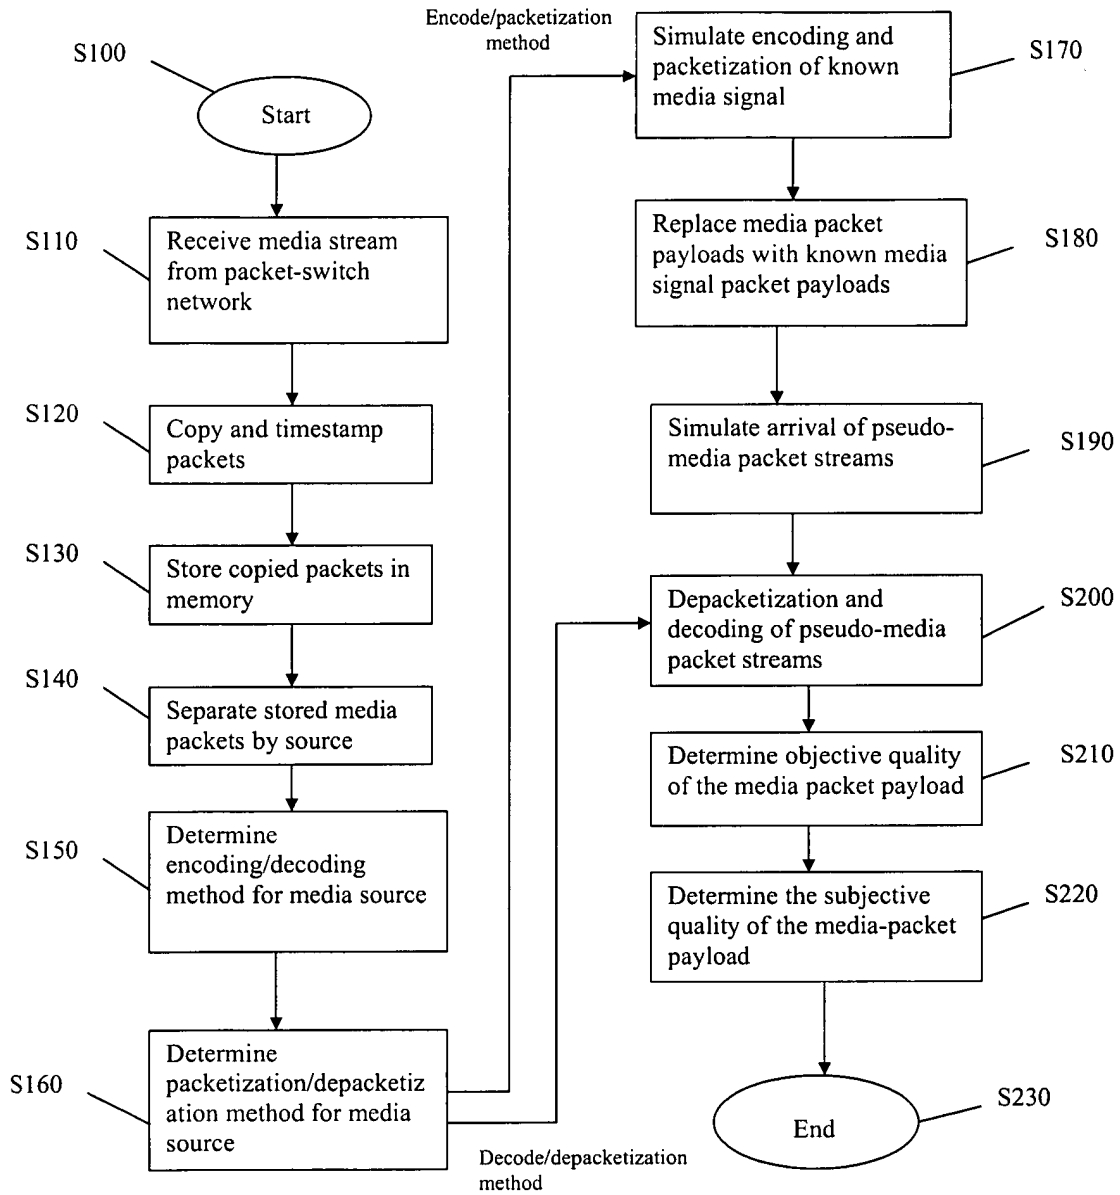 S100
Start
S110
Receive media stream
from packet-switch
network
S120
Copy and timestamp
packets
S130
Store copied packets in
memory
S140
Separate stored media
packets by source
S150
Determine
encoding/decoding
method for media source
S160
Determine
packetization/depacketiz
ation method for media
source
Encode/packetization
method
Decode/depacketization
method
Simulate encoding and
packetization of known
media signal
S170
Replace media packet
payloads with known media
signal packet payloads
S180
Simulate arrival of pseudo-
media packet streams
S190
Depacketization and
decoding of pseudo-media
packet streams
S200
Determine objective quality
of the media packet payload
S210
Determine the subjective
quality of the media-packet
payload
S220
End
S230